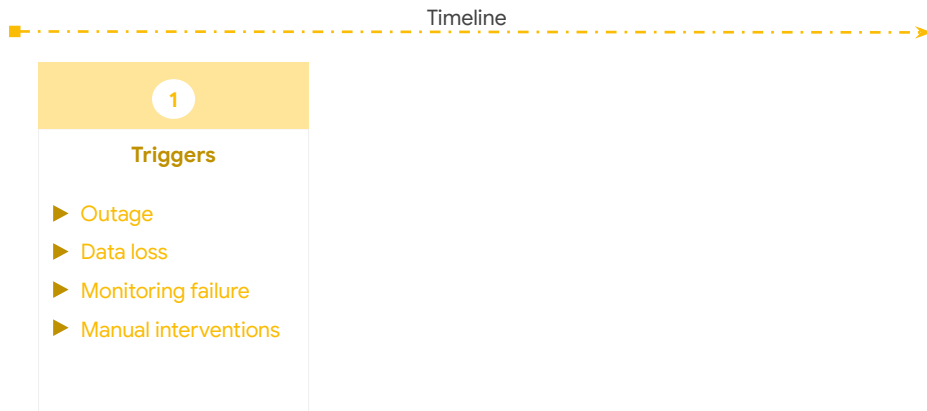 Timeline
1
Triggers
Outage
Data loss
Monitoring failure
Manual interventions